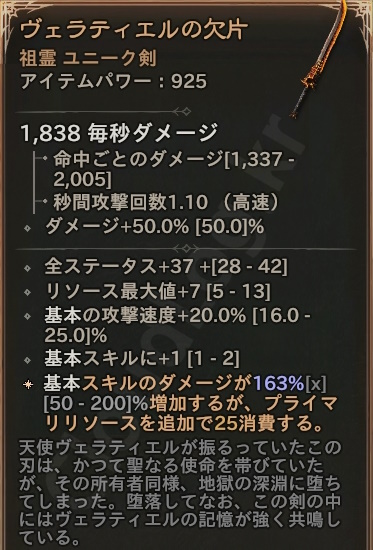 ヴェラティエルの欠片
祖霊 ユニーク剣
アイテムパワー：925
1,838 毎秒ダメージ
命中ごとのダメージ[1,337 -
2,005]
秒間攻撃回数1.10 （高速）
ダメージ+50.0% [50.0]%
全ステータス+37 +[28 - 42]
リソース最大値+7 [5 - 13]
基本の攻撃速度+20.0% [16.0 -
25.0]%
基本スキルに+1 [1 - 2]
基本スキルのダメージが163%[x]
[50 - 200]%増加するが、プライマ
リリソースを追加で25消費する。
天使ヴェラティエルが振るっていたこの
刃は、かつて聖なる使命を帯びていた
が、その所有者同様、地獄の深淵に堕ち
てしまった。堕落してなお、この剣の中
にはヴェラティエルの記憶が強く共鳴し
ている。